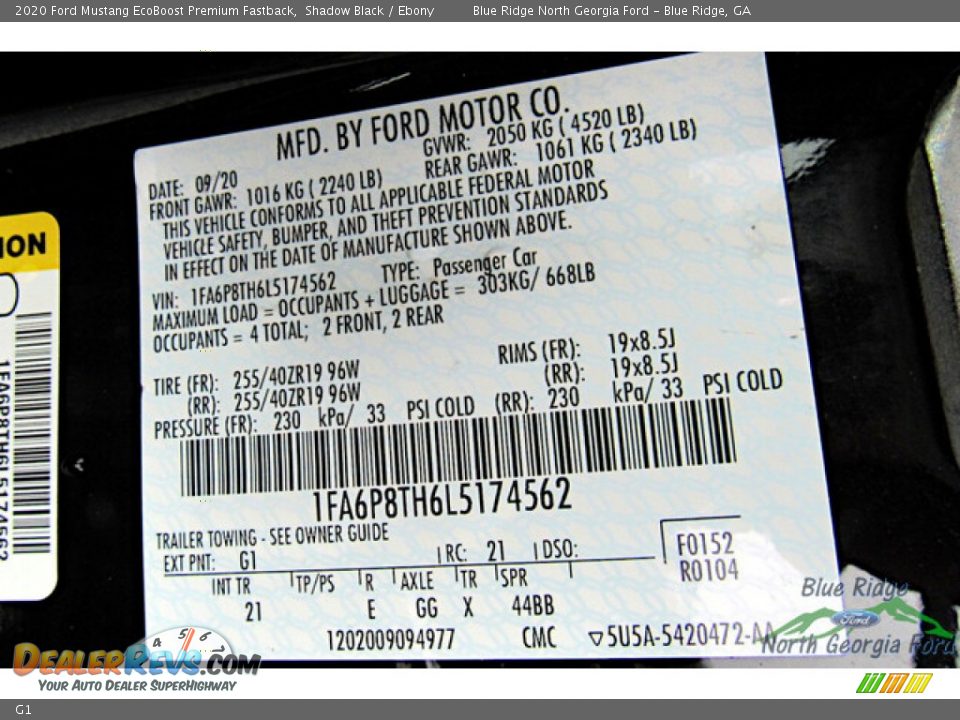 2020 Ford Mustang EcoBoost Premium Fastback, Shadow Black / Ebony Blue Ridge North Georgia Ford - Blue Ridge, GA
MFD. BY FORD MOTOR CO.
DATE: 09/20 GVWR: 2050 KG ( 4520 LB)
FRONT GAWR: 1016 KG ( 2240 LB) REAR GAWR: 1061 KG ( 2340 LB)
THIS VEHICLE CONFORMS TO ALL APPLICABLE FEDERAL MOTOR
VEHICLE SAFETY, BUMPER, AND THEFT PREVENTION STANDARDS
IN EFFECT ON THE DATE OF MANUFACTURE SHOWN ABOVE.
VIN: 1FA6P8TH6L5174562 TYPE: Passenger Car
MAXIMUM LOAD = OCCUPANTS + LUGGAGE = 303KG/ 668LB
OCCUPANTS = 4 TOTAL; 2 FRONT, 2 REAR
TIRE (FR): 255/40ZR19 96W RIMS (FR): 19x8.5J
(RR): 255/40ZR19 96W (RR): 19x8.5J
PRESSURE (FR): 230 kPa/ 33 PSI COLD (RR): 230 kPa/ 33 PSI COLD
1FA6P8TH6L5174562
TRAILER TOWING - SEE OWNER GUIDE
EXT PNT: G1 RC: 21 DSO: F0152
R0104
INT TR TP/PS R AXLE TR SPR
21 E GG X 44BB
1202009094977 CMC 5U5A-5420472-AA
ION
1FA6P8TH6L5174562
Blue Ridge
Ford
North Georgia Ford
4 5 6
DEALERREVS.COM
YOUR AUTO DEALER SUPERHIGHWAY
G1